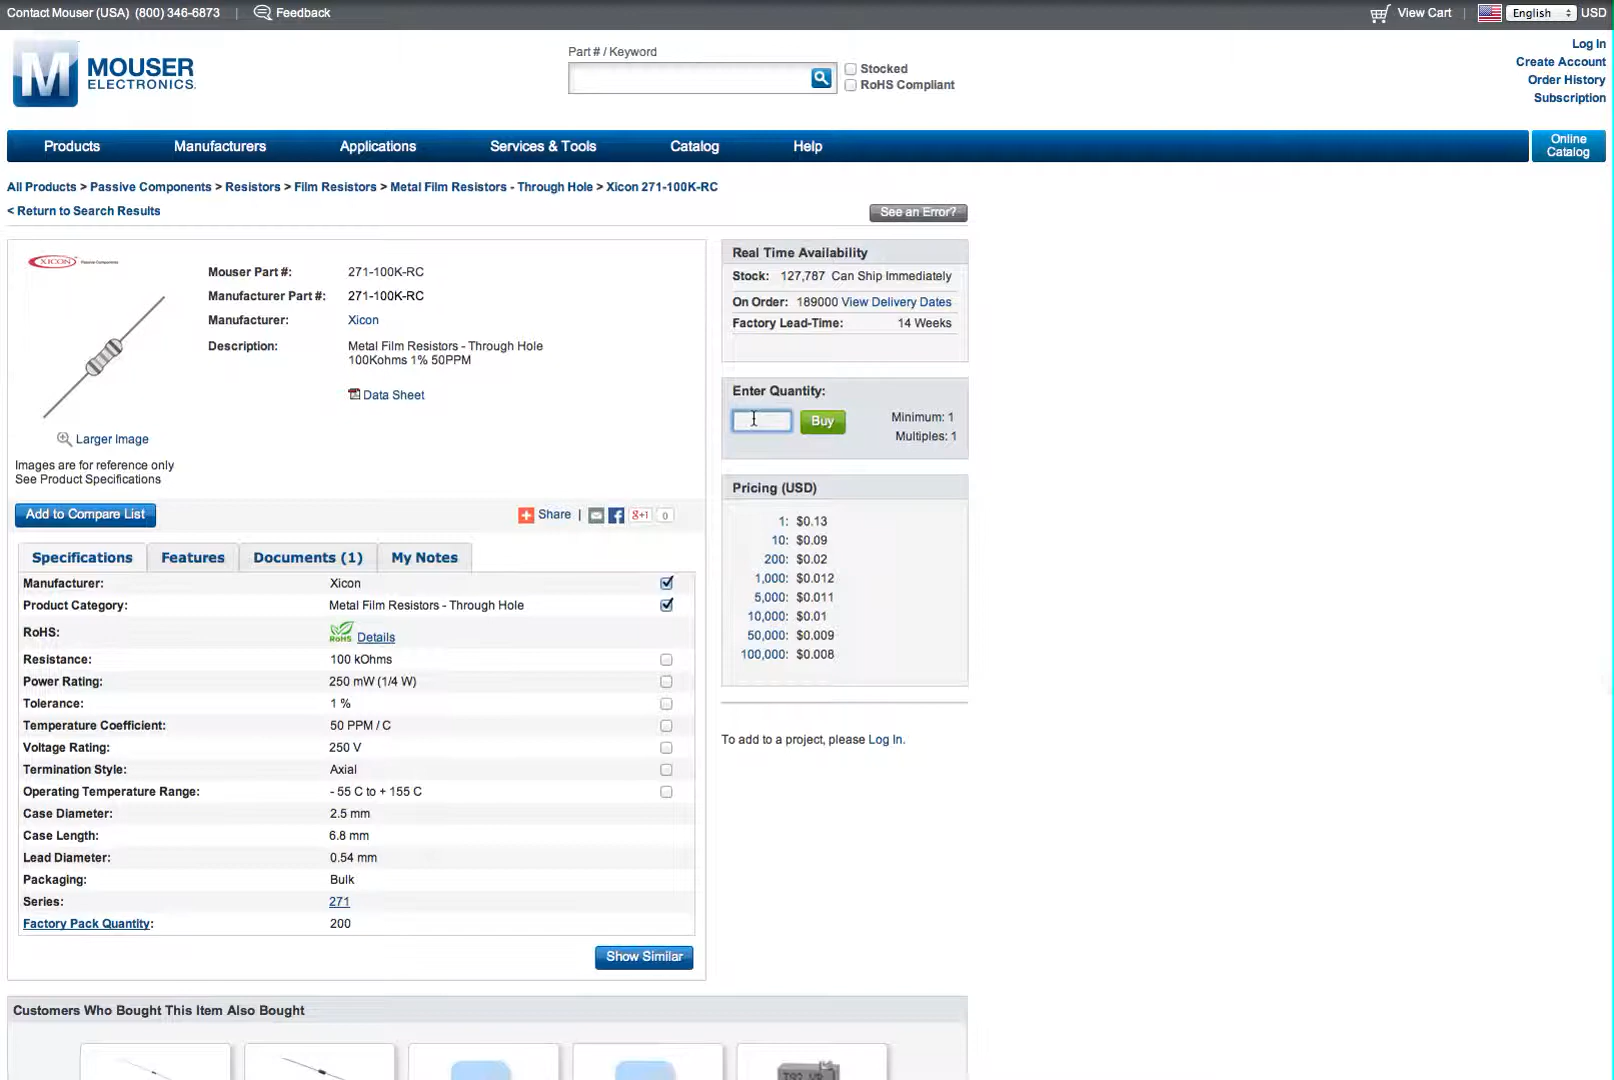 Contact Mouser (USA) (800) 346-6873 | Feedback
View Cart | English USD
Log In
Create Account
Order History
Subscription
M MOUSER
ELECTRONICS.
Part # / Keyword
Stocked
RoHS Compliant
Products Manufacturers Applications Services & Tools Catalog Help
Online
Catalog
All Products > Passive Components > Resistors > Film Resistors > Metal Film Resistors - Through Hole > Xicon 271-100K-RC
< Return to Search Results
See an Error?
XICON Passive Components
Mouser Part #: 271-100K-RC
Manufacturer Part #: 271-100K-RC
Manufacturer: Xicon
Description: Metal Film Resistors - Through Hole
100Kohms 1% 50PPM
Data Sheet
Larger Image
Images are for reference only
See Product Specifications
Add to Compare List
Share | g+1 0
Specifications Features Documents (1) My Notes
Manufacturer: Xicon
Product Category: Metal Film Resistors - Through Hole
RoHS: RoHS Details
Resistance: 100 kOhms
Power Rating: 250 mW (1/4 W)
Tolerance: 1 %
Temperature Coefficient: 50 PPM / C
Voltage Rating: 250 V
Termination Style: Axial
Operating Temperature Range: - 55 C to + 155 C
Case Diameter: 2.5 mm
Case Length: 6.8 mm
Lead Diameter: 0.54 mm
Packaging: Bulk
Series: 271
Factory Pack Quantity: 200
Show Similar
Real Time Availability
Stock: 127,787 Can Ship Immediately
On Order: 189000 View Delivery Dates
Factory Lead-Time: 14 Weeks
Enter Quantity:
Buy
Minimum: 1
Multiples: 1
Pricing (USD)
1: $0.13
10: $0.09
200: $0.02
1,000: $0.012
5,000: $0.011
10,000: $0.01
50,000: $0.009
100,000: $0.008
To add to a project, please Log In.
Customers Who Bought This Item Also Bought